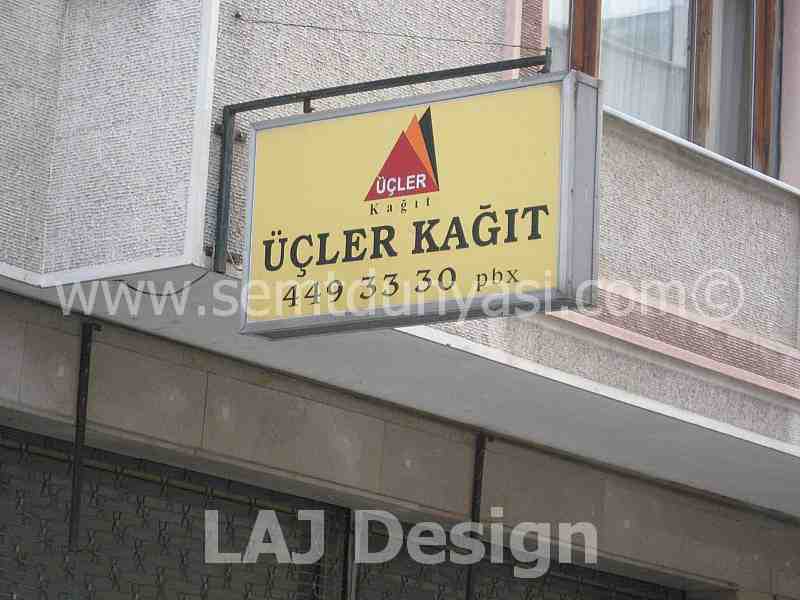 ÜÇLER
Kağıt
ÜÇLER KAĞIT
449 33 30 pbx
www.semtdunyasi.com©
LAJ Design